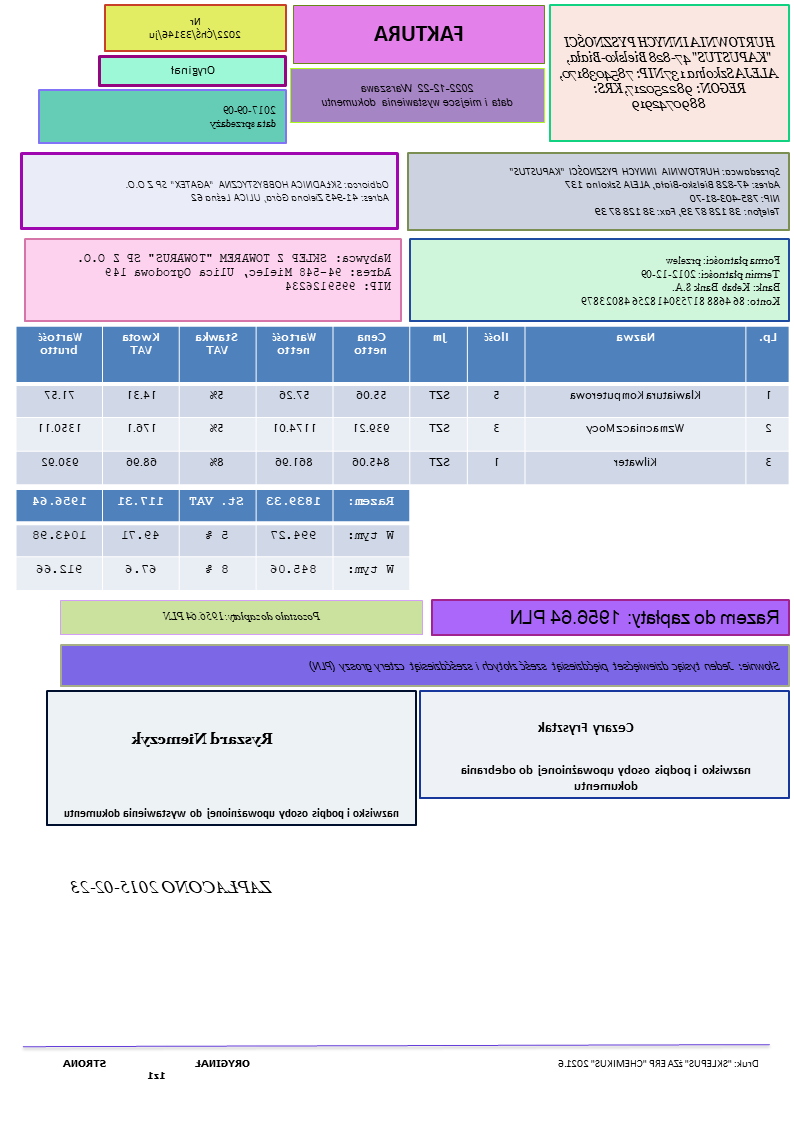 HURTOWNIA INNYCH PYSZNOŚCI
"KAPUSTUS" 47-828 Bielsko-Biała,
ALEJA Szkolna 137 NIP: 7854038170,
REGON: 982250217 KRS:
8890742919
FAKTURA
2022-12-22 Warszawa
data i miejsce wystawienia dokumentu
Nr
2022/ChŚ/33146/ju
Oryginał
2017-09-09
data sprzedaży
Sprzedawca: HURTOWNIA INNYCH PYSZNOŚCI "KAPUSTUS"
Adres: 47-828 Bielsko-Biała, ALEJA Szkolna 137
NIP: 785-403-81-70
Telefon: 38 128 87 39, Fax: 38 128 87 39
Odbiorca: SKŁADNICA HOBBYSTYCZNA "AGATEX" SP Z O.O.
Adres: 41-945 Zielona Góra, ULICA Leśna 62
Forma płatności: przelew
Termin płatności: 2012-12-09
Bank: Kebab Bank S.A.
Konto: 86 4688 8175 3041 8256 4802 3879
Nabywca: SKLEP Z TOWAREM "TOWARUS" SP Z O.O.
Adres: 94-548 Mielec, Ulica Ogrodowa 149
NIP: 9959126234
Lp. Nazwa Ilość Jm Cena netto Wartość netto Stawka VAT Kwota VAT Wartość brutto
1 Klawiatura Komputerowa 5 SZT 55.06 57.26 5% 14.31 71.57
2 Wzmacniacz Mocy 3 SZT 939.21 1174.01 5% 176.1 1350.11
3 Kilwater 1 SZT 845.06 861.96 8% 68.96 930.92
Razem: 1839.33 St. VAT 117.31 1956.64
W tym: 994.27 5 % 49.71 1043.98
W tym: 845.06 8 % 67.6 912.66
Razem do zapłaty: 1956.64 PLN
Pozostało do zapłaty: 1956.64 PLN
Słownie: Jeden tysiąc dziewięćset pięćdziesiąt sześć złotych i sześćdziesiąt cztery groszy (PLN)
Cezary Frysztak
nazwisko i podpis osoby upoważnionej do odebrania
dokumentu
Ryszard Niemczyk
nazwisko i podpis osoby upoważnionej do wystawienia dokumentu
ZAPŁACONO 2015-02-23
Druk: "SKLEPUS" zŻA ERP "CHEMIKUS" 2021.6
ORYGINAŁ
STRONA
1 z 1